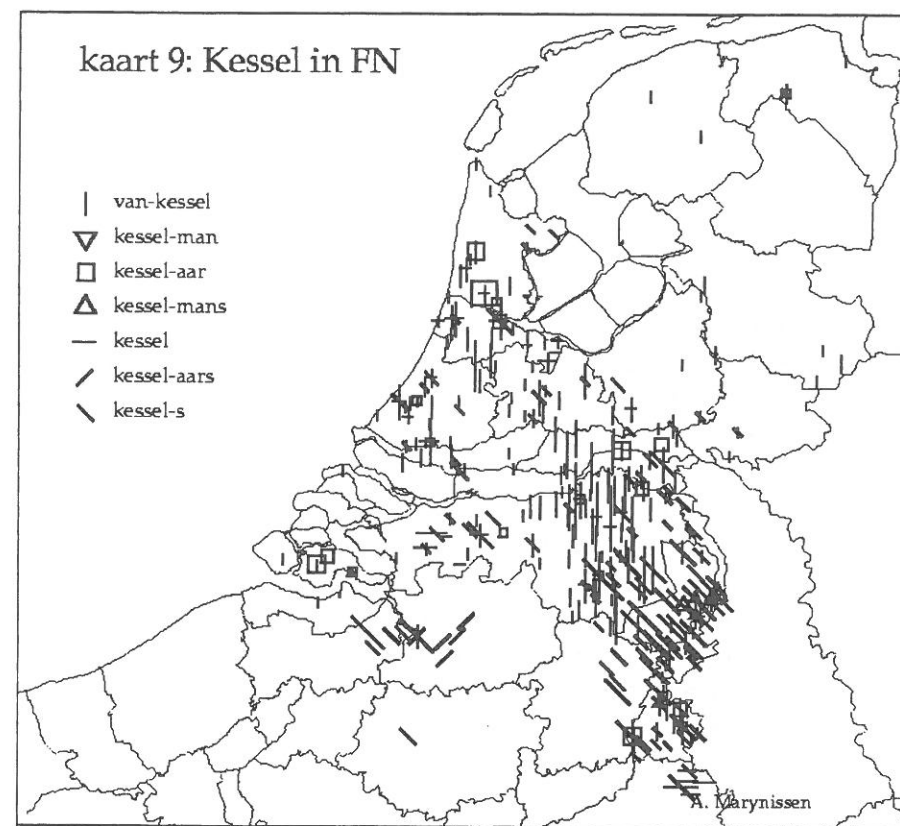 kaart 9: Kessel in FN
van-kessel
kessel-man
kessel-aar
kessel-mans
kessel
kessel-aars
kessel-s
A. Marynissen